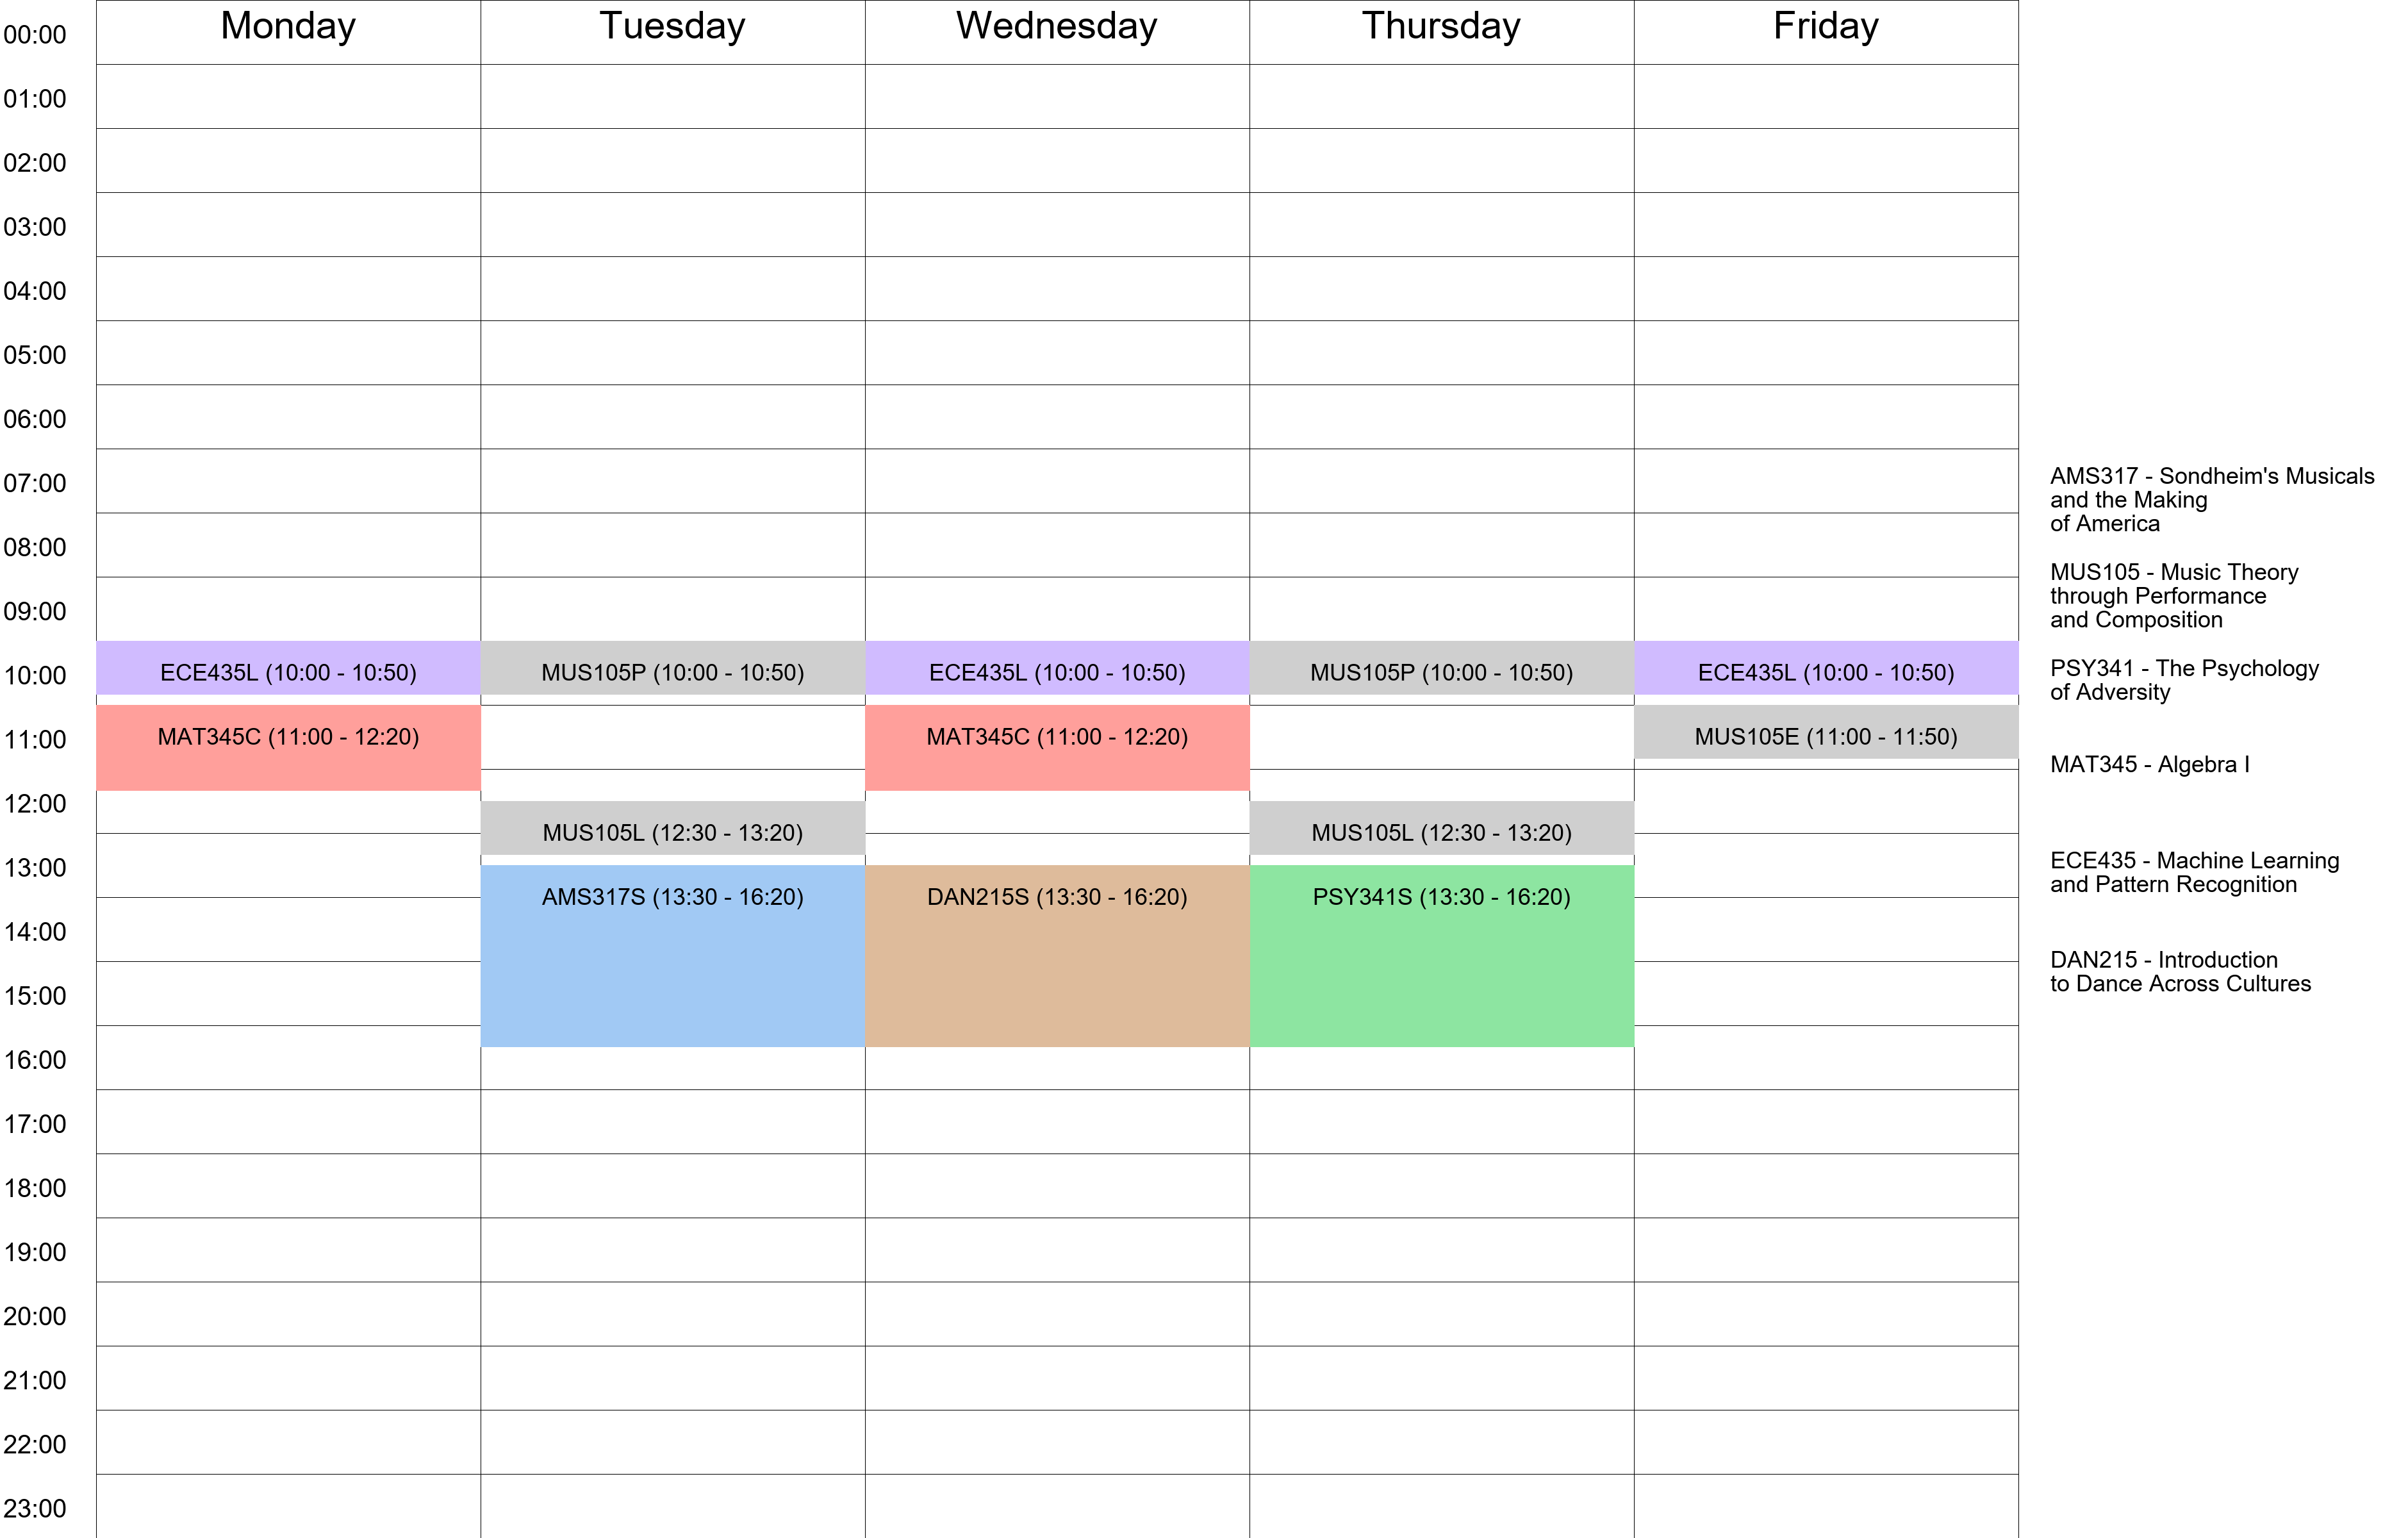 Monday Tuesday Wednesday Thursday Friday
00:00
01:00
02:00
03:00
04:00
05:00
06:00
07:00
08:00
09:00
10:00 ECE435L (10:00 - 10:50) MUS105P (10:00 - 10:50) ECE435L (10:00 - 10:50) MUS105P (10:00 - 10:50) ECE435L (10:00 - 10:50)
11:00 MAT345C (11:00 - 12:20) MAT345C (11:00 - 12:20) MUS105E (11:00 - 11:50)
12:00
MUS105L (12:30 - 13:20) MUS105L (12:30 - 13:20)
13:00
AMS317S (13:30 - 16:20) DAN215S (13:30 - 16:20) PSY341S (13:30 - 16:20)
14:00
15:00
16:00
17:00
18:00
19:00
20:00
21:00
22:00
23:00
AMS317 - Sondheim's Musicals
and the Making
of America
MUS105 - Music Theory
through Performance
and Composition
PSY341 - The Psychology
of Adversity
MAT345 - Algebra I
ECE435 - Machine Learning
and Pattern Recognition
DAN215 - Introduction
to Dance Across Cultures